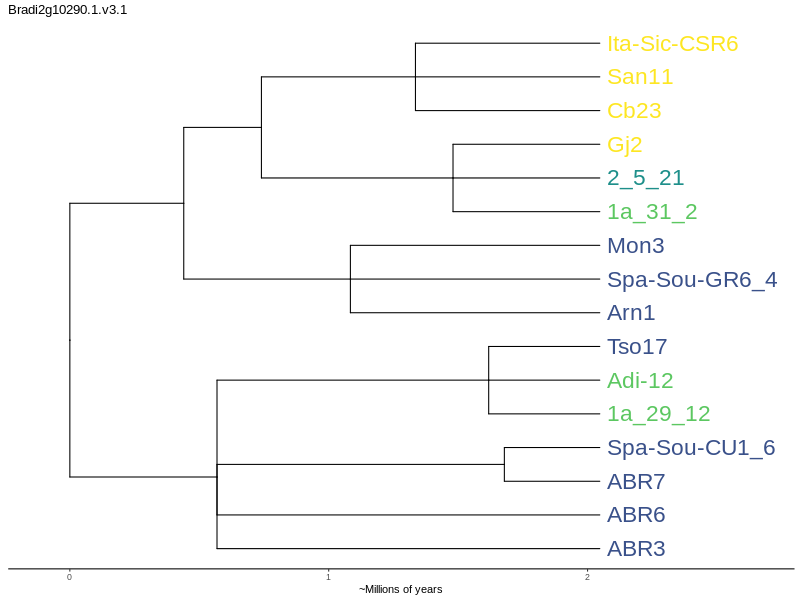 Bradi2g10290.1.v3.1
Ita-Sic-CSR6
San11
Cb23
Gj2
2_5_21
1a_31_2
Mon3
Spa-Sou-GR6_4
Arn1
Tso17
Adi-12
1a_29_12
Spa-Sou-CU1_6
ABR7
ABR6
ABR3
0 1 2
~Millions of years